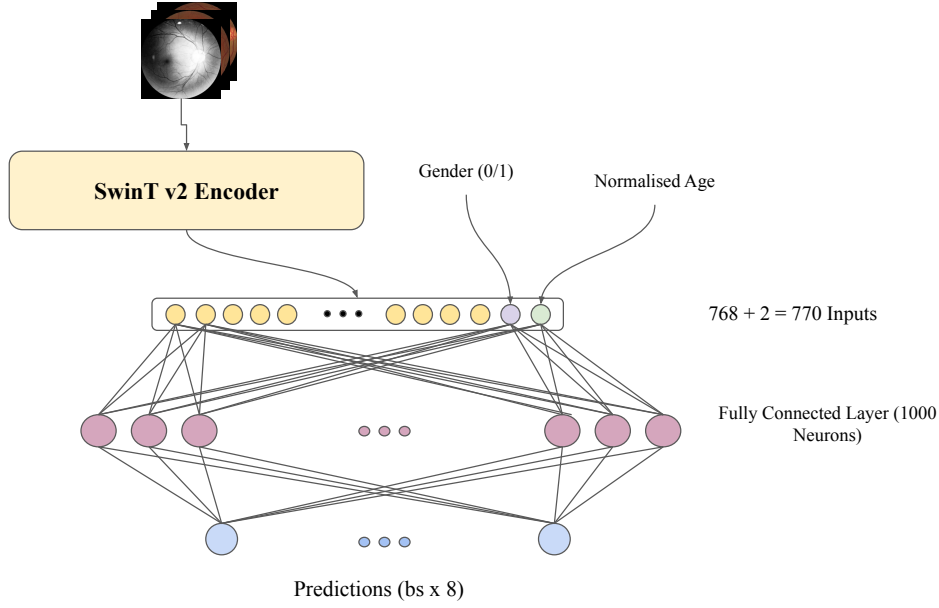 SwinT v2 Encoder
Gender (0/1)
Normalised Age
768 + 2 = 770 Inputs
Fully Connected Layer (1000
Neurons)
Predictions (bs x 8)